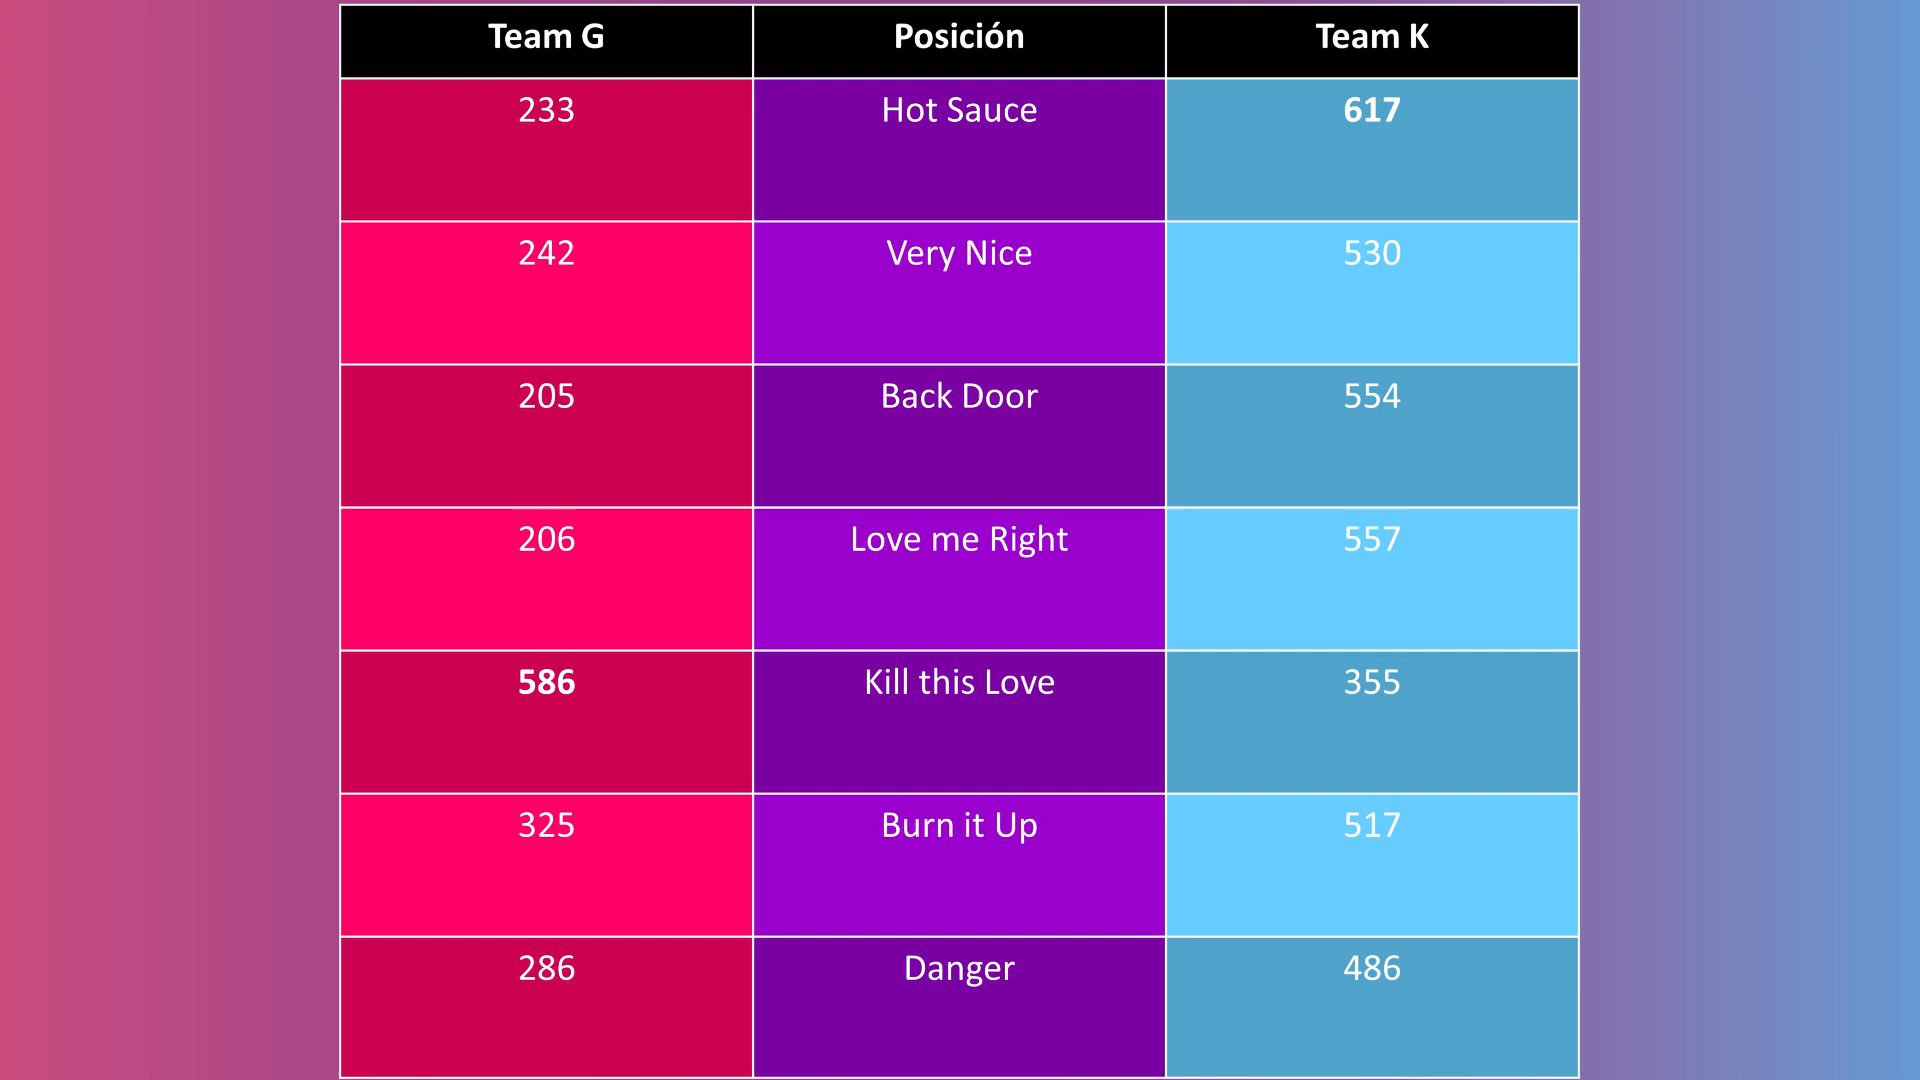 Team G Posición Team K
233 Hot Sauce 617
242 Very Nice 530
205 Back Door 554
206 Love me Right 557
586 Kill this Love 355
325 Burn it Up 517
286 Danger 486